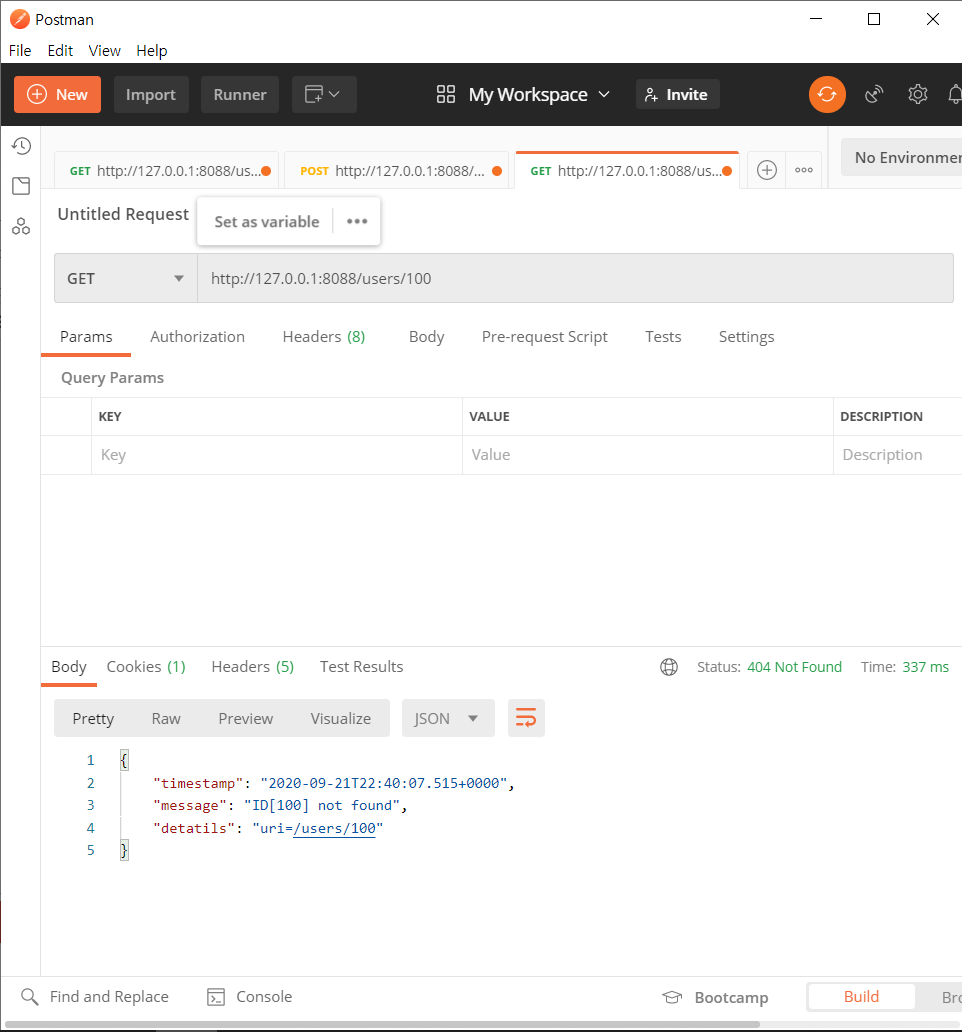 Postman
File Edit View Help
New Import Runner My Workspace Invite
GET http://127.0.0.1:8088/us... POST http://127.0.0.1:8088/... GET http://127.0.0.1:8088/us... No Environmen
Untitled Request Set as variable
GET http://127.0.0.1:8088/users/100
Params Authorization Headers (8) Body Pre-request Script Tests Settings
Query Params
KEY VALUE DESCRIPTION
Key Value Description
Body Cookies (1) Headers (5) Test Results Status: 404 Not Found Time: 337 ms
Pretty Raw Preview Visualize JSON
1 {
2 "timestamp": "2020-09-21T22:40:07.515+0000",
3 "message": "ID[100] not found",
4 "detatils": "uri=/users/100"
5 }
Find and Replace Console Bootcamp Build Bro